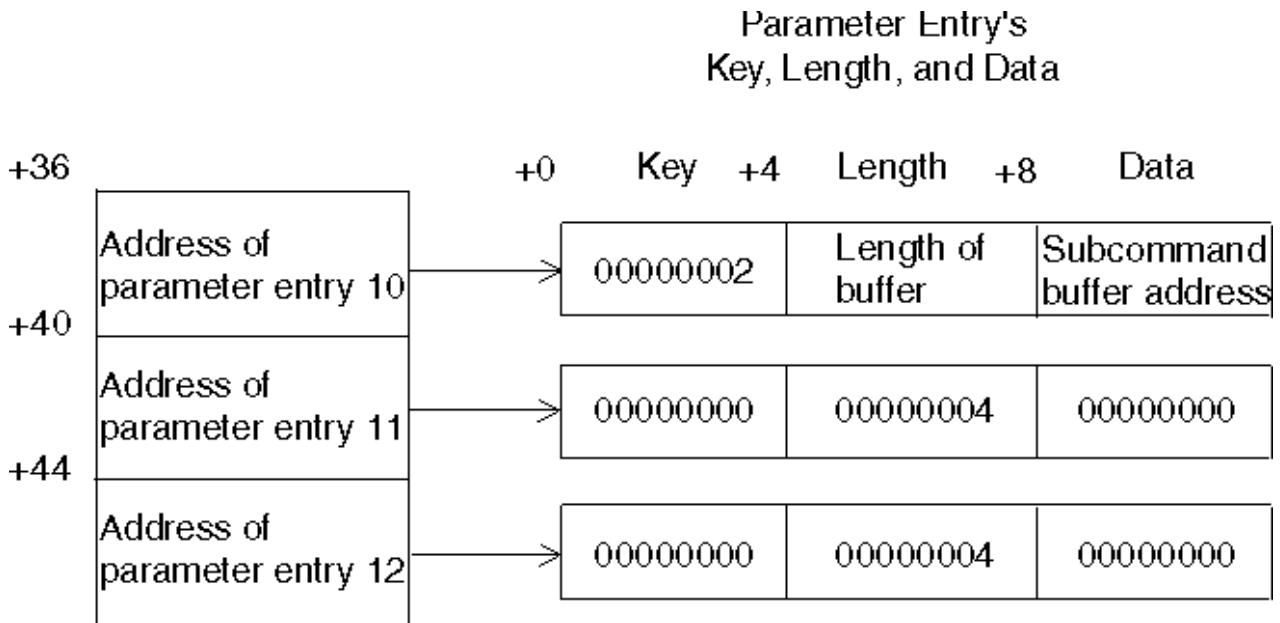 Parameter Entry's
Key, Length, and Data
+36
+0 Key +4 Length +8 Data
Address of
parameter entry 10
00000002
Length of
buffer
Subcommand
buffer address
+40
Address of
parameter entry 11
00000000 00000004 00000000
+44
Address of
parameter entry 12
00000000 00000004 00000000